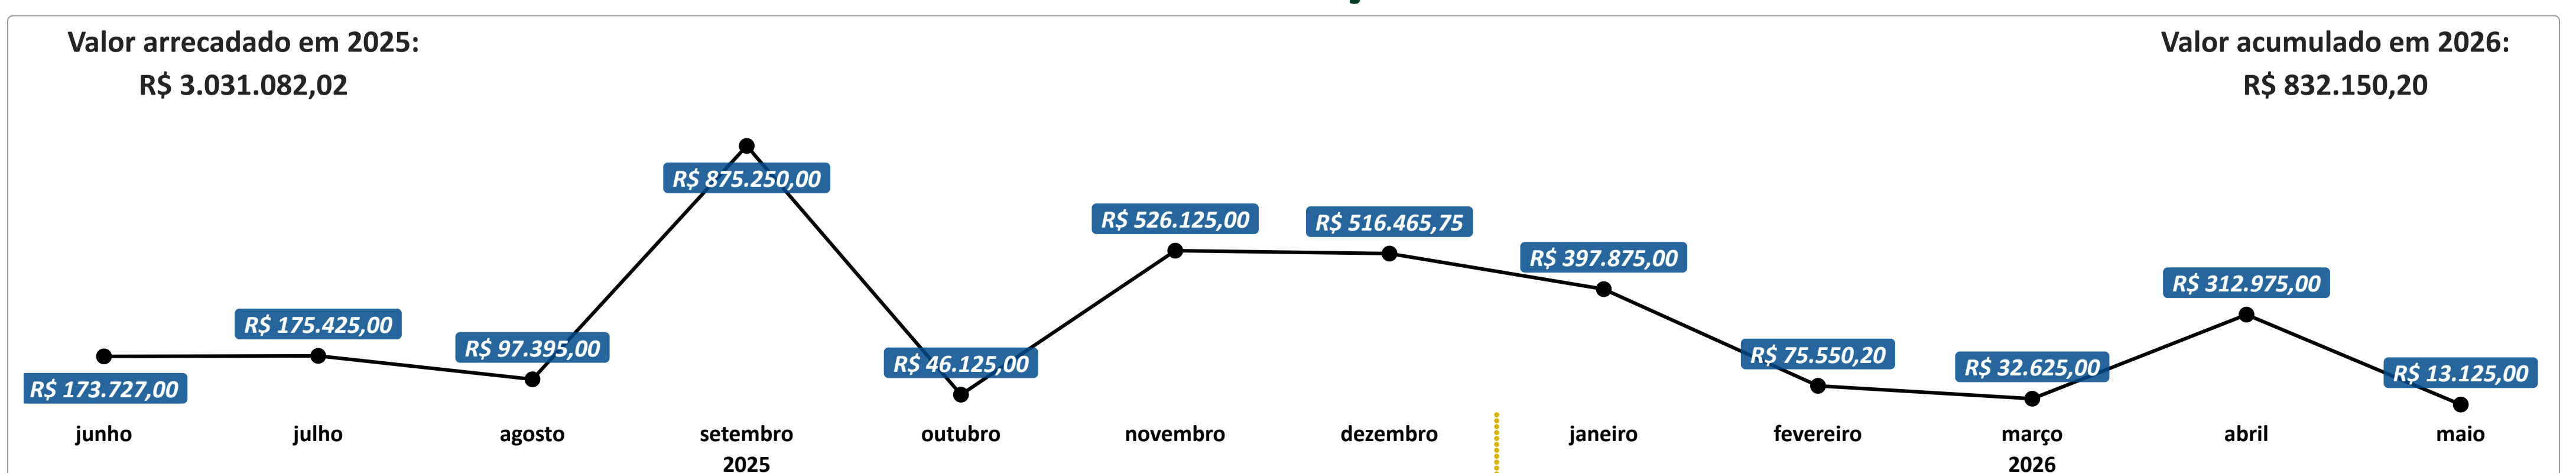 Valor arrecadado em 2025:
R$ 3.031.082,02
Valor acumulado em 2026:
R$ 832.150,20
R$ 173.727,00
R$ 175.425,00
R$ 97.395,00
R$ 875.250,00
R$ 46.125,00
R$ 526.125,00
R$ 516.465,75
R$ 397.875,00
R$ 75.550,20
R$ 32.625,00
R$ 312.975,00
R$ 13.125,00
junho julho agosto setembro outubro novembro dezembro janeiro fevereiro março abril maio
2025 2026